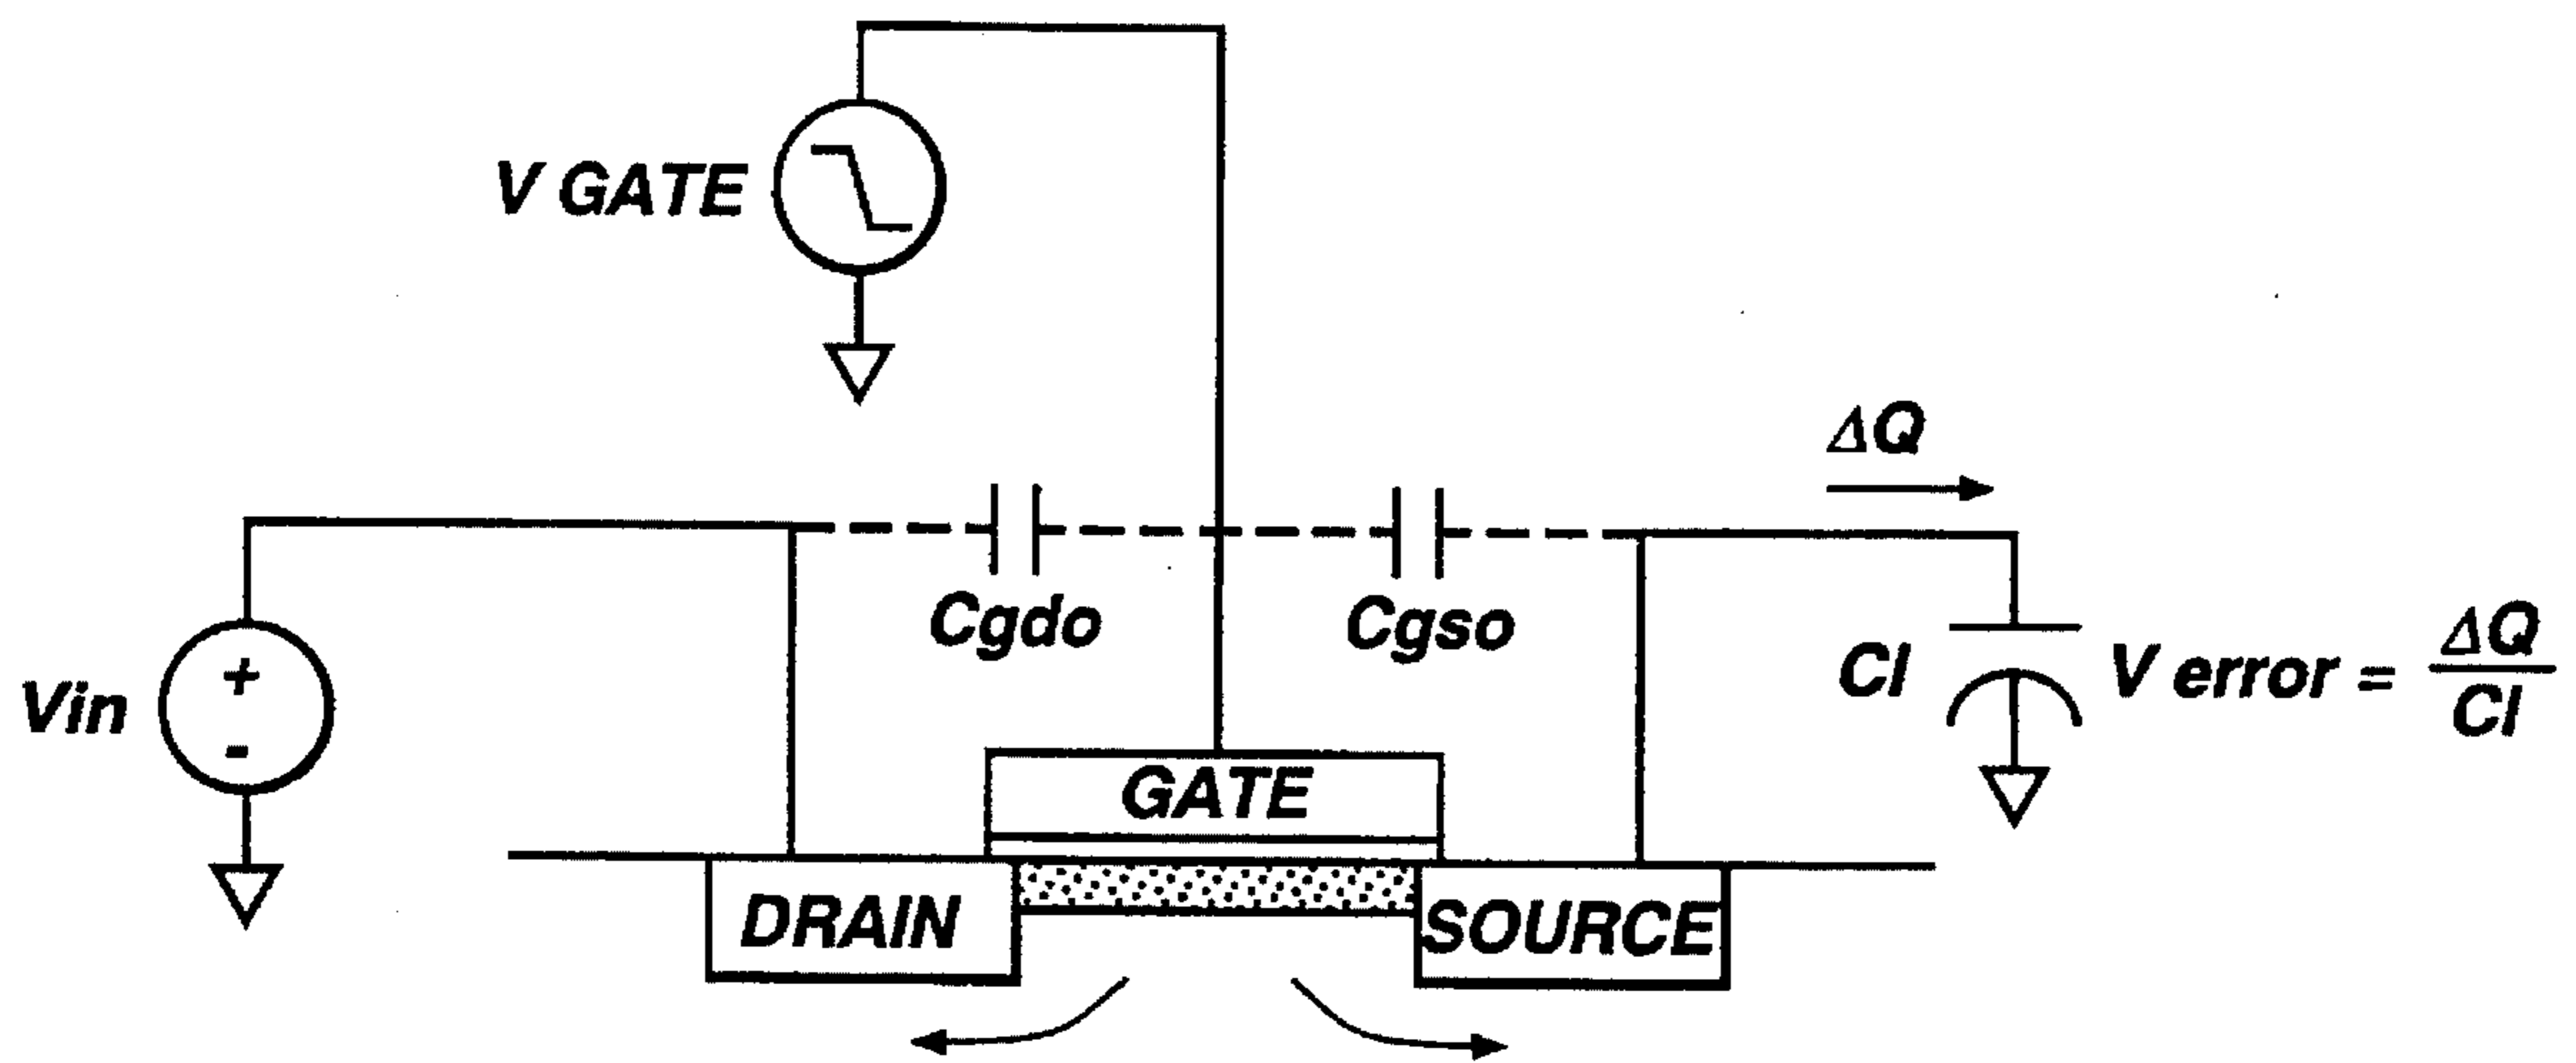 V GATE
ΔQ
Cgdo
Cgso
Vin
+
-
Cl
V error = ΔQ
Cl
GATE
DRAIN
SOURCE